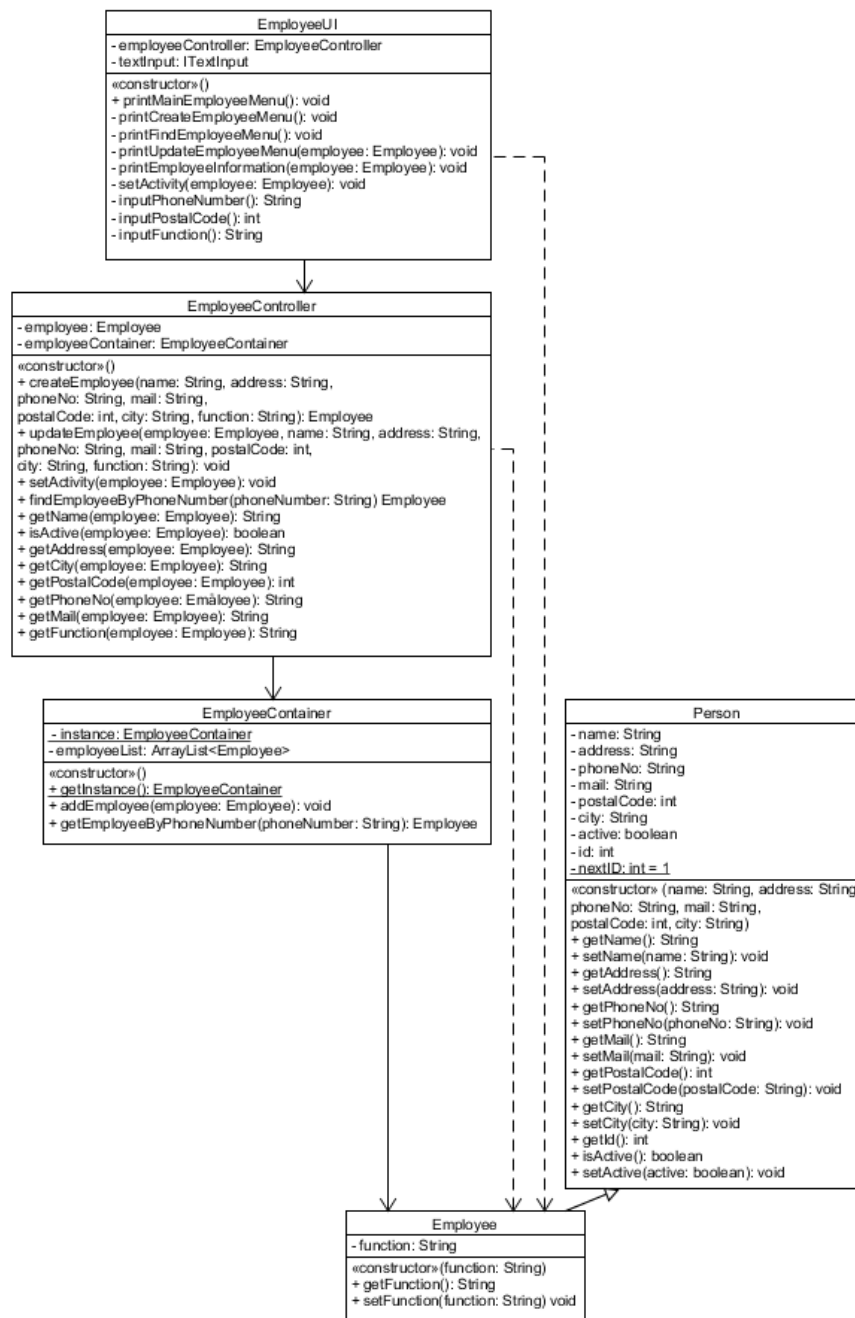 EmployeeUI
- employeeController: EmployeeController
- textInput: ITextInput
«constructor»()
+ printMainEmployeeMenu(): void
- printCreateEmployeeMenu(): void
- printFindEmployeeMenu(): void
- printUpdateEmployeeMenu(employee: Employee): void
- printEmployeeInformation(employee: Employee): void
- setActivity(employee: Employee): void
- inputPhoneNumber(): String
- inputPostalCode(): int
- inputFunction(): String
EmployeeController
- employee: Employee
- employeeContainer: EmployeeContainer
«constructor»()
+ createEmployee(name: String, address: String,
phoneNo: String, mail: String,
postalCode: int, city: String, function: String): Employee
+ updateEmployee(employee: Employee, name: String, address: String,
phoneNo: String, mail: String, postalCode: int,
city: String, function: String): void
+ setActivity(employee: Employee): void
+ findEmployeeByPhoneNumber(phoneNumber: String) Employee
+ getName(employee: Employee): String
+ isActive(employee: Employee): boolean
+ getAddress(employee: Employee): String
+ getCity(employee: Employee): String
+ getPostalCode(employee: Employee): int
+ getPhoneNo(employee: Emåloyee): String
+ getMail(employee: Employee): String
+ getFunction(employee: Employee): String
EmployeeContainer
- instance: EmployeeContainer
- employeeList: ArrayList<Employee>
«constructor»()
+ getInstance(): EmployeeContainer
+ addEmployee(employee: Employee): void
+ getEmployeeByPhoneNumber(phoneNumber: String): Employee
Person
- name: String
- address: String
- phoneNo: String
- mail: String
- postalCode: int
- city: String
- active: boolean
- id: int
- nextID: int = 1
«constructor» (name: String, address: String
phoneNo: String, mail: String,
postalCode: int, city: String)
+ getName(): String
+ setName(name: String): void
+ getAddress(): String
+ setAddress(address: String): void
+ getPhoneNo(): String
+ setPhoneNo(phoneNo: String): void
+ getMail(): String
+ setMail(mail: String): void
+ getPostalCode(): int
+ setPostalCode(postalCode: String): void
+ getCity(): String
+ setCity(city: String): void
+ getId(): int
+ isActive(): boolean
+ setActive(active: boolean): void
Employee
- function: String
«constructor»(function: String)
+ getFunction(): String
+ setFunction(function: String) void